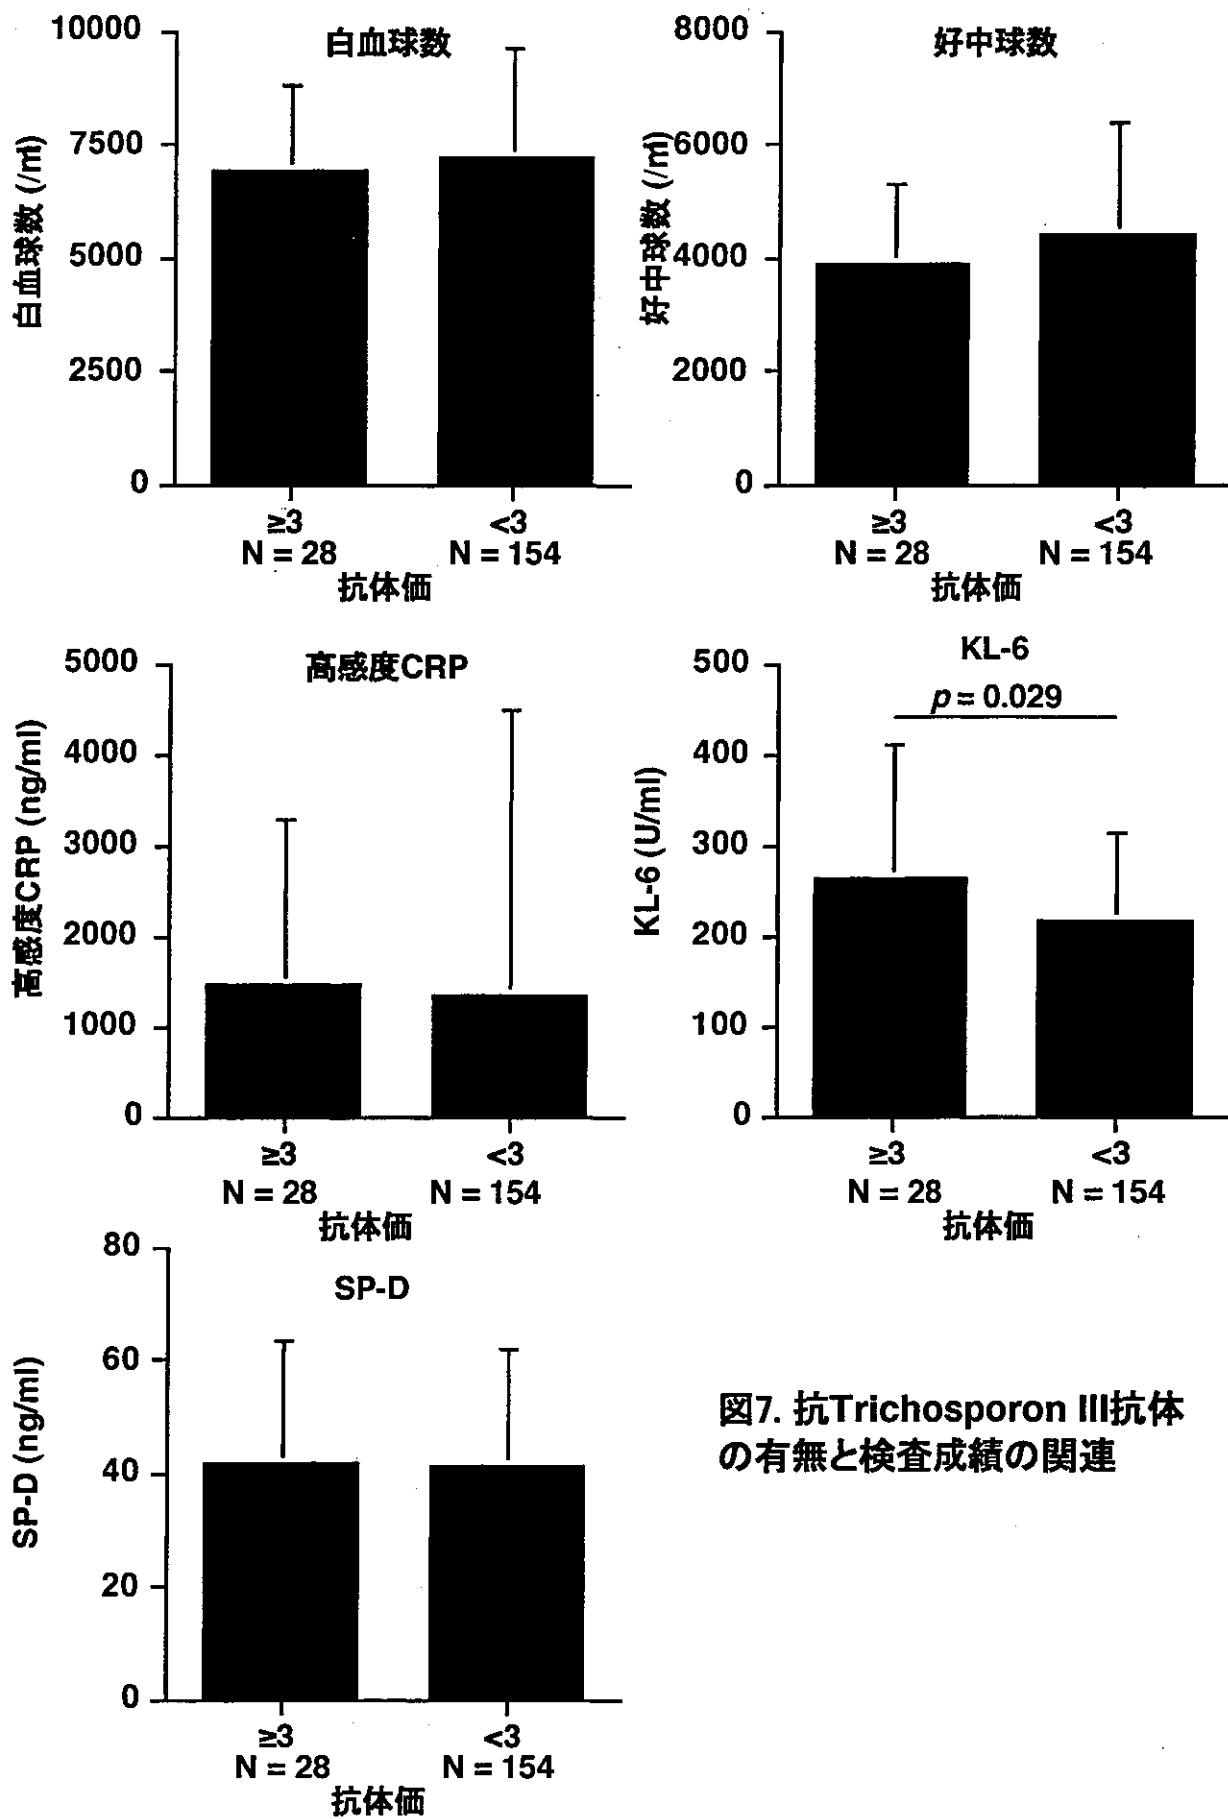 白血球数
10000
7500
5000
2500
0
白血球数 (/ml)
≥3
<3
N = 28
N = 154
抗体価
好中球数
8000
6000
4000
2000
0
好中球数 (/ml)
≥3
<3
N = 28
N = 154
抗体価
高感度CRP
5000
4000
3000
2000
1000
0
高感度CRP (ng/ml)
≥3
<3
N = 28
N = 154
抗体価
KL-6
p = 0.029
500
400
300
200
100
0
KL-6 (U/ml)
≥3
<3
N = 28
N = 154
抗体価
SP-D
80
60
40
20
0
SP-D (ng/ml)
≥3
<3
N = 28
N = 154
抗体価
図7. 抗Trichosporon III抗体
の有無と検査成績の関連